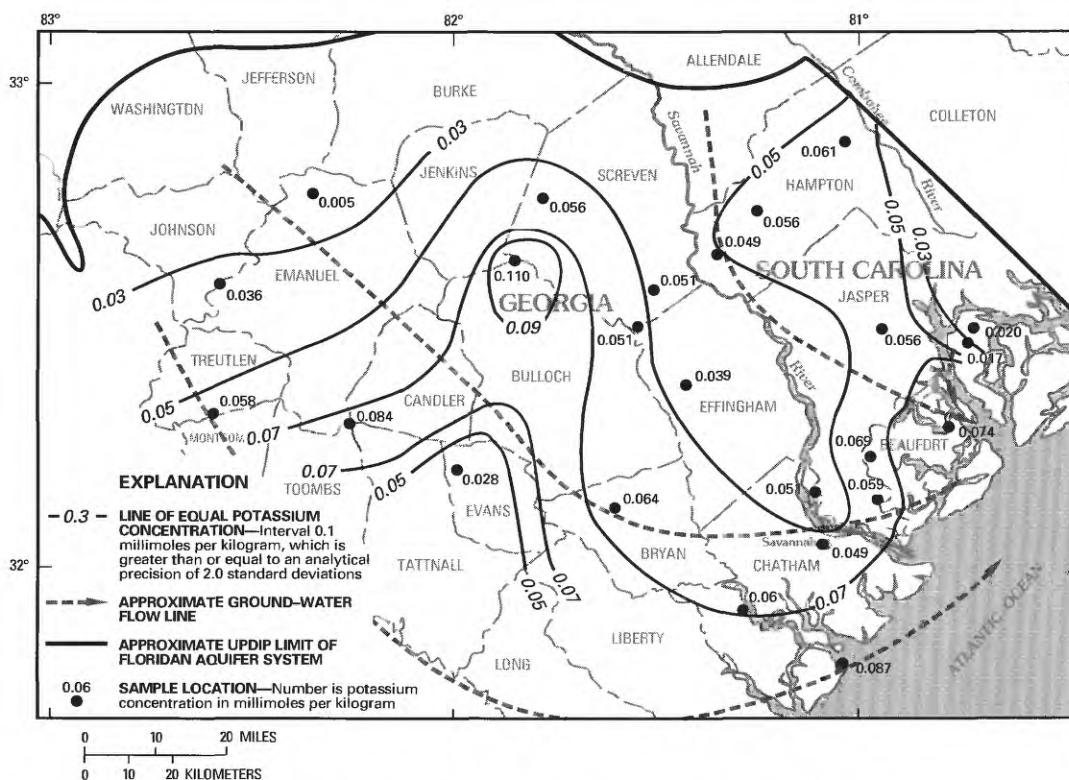 83°
82°
81°
33°
WASHINGTON
JEFFERSON
BURKE
ALLENDALE
COLLETON
Combahee
River
Savannah
River
0.03
JENKINS
SCREVEN
0.05
0.061
HAMPTON
0.005
0.056
0.056
0.05
0.03
JOHNSON
0.049
EMANUEL
0.110
0.03
0.036
GEORGIA
0.051
SOUTH CAROLINA
JASPER
0.09
0.051
0.056
0.020
0.017
TREUTLEN
BULLOCH
0.039
EFFINGHAM
0.05
0.058
0.084
CANDLER
0.07
0.069
0.074
BEAUFORT
0.07
0.05
0.028
TOOMBS
EVANS
0.064
0.051
0.059
BRYAN
Savannah
0.049
CHATHAM
32°
TATTNALL
0.05
0.07
0.06
0.07
LIBERTY
LONG
0.087
ATLANTIC OCEAN
EXPLANATION
0.3 LINE OF EQUAL POTASSIUM
CONCENTRATION—Interval 0.1
millimoles per kilogram, which is
greater than or equal to an analytical
precision of 2.0 standard deviations
APPROXIMATE GROUND-WATER
FLOW LINE
APPROXIMATE UPDIP LIMIT OF
FLORIDAN AQUIFER SYSTEM
0.06 SAMPLE LOCATION—Number is potassium
concentration in millimoles per kilogram
0 10 20 MILES
0 10 20 KILOMETERS